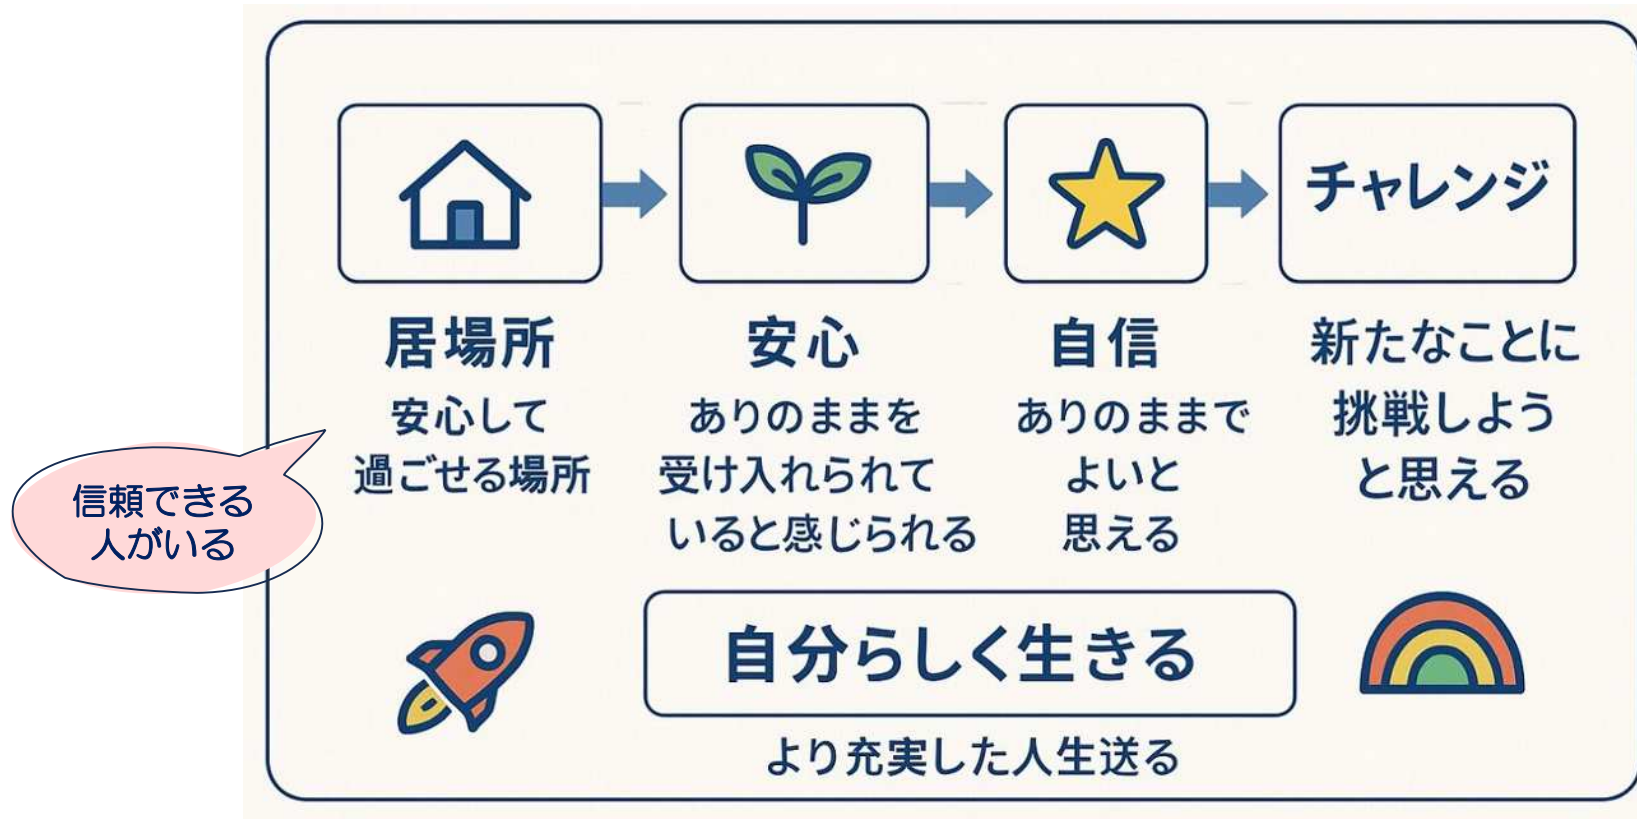 チャレンジ
居場所
安心して
過ごせる場所
安心
ありのままを
受け入れられて
いると感じられる
自信
ありのままで
よいと
思える
新たなことに
挑戦しよう
と思える
信頼できる
人がいる
自分らしく生きる
より充実した人生送る